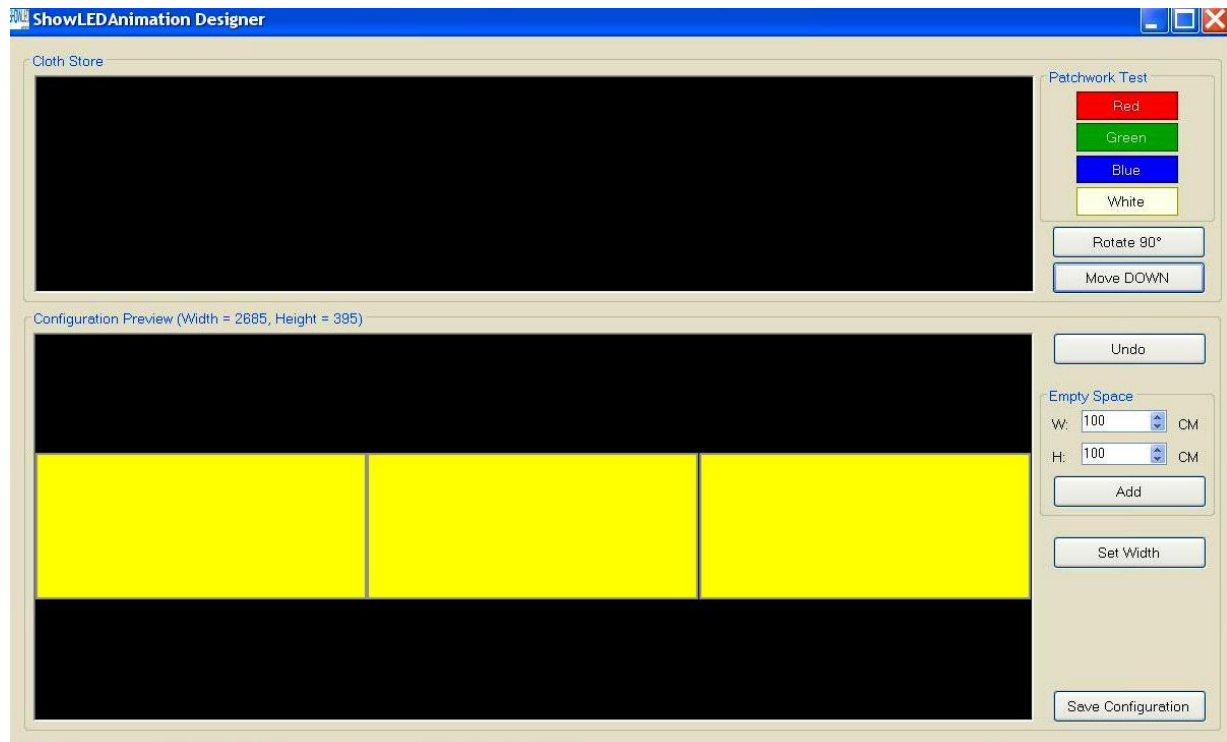 ShowLEDAnimation Designer
Cloth Store
Patchwork Test
Red
Green
Blue
White
Rotate 90°
Move DOWN
Configuration Preview (Width = 2685, Height = 395)
Undo
Empty Space
W: 100 CM
H: 100 CM
Add
Set Width
Save Configuration